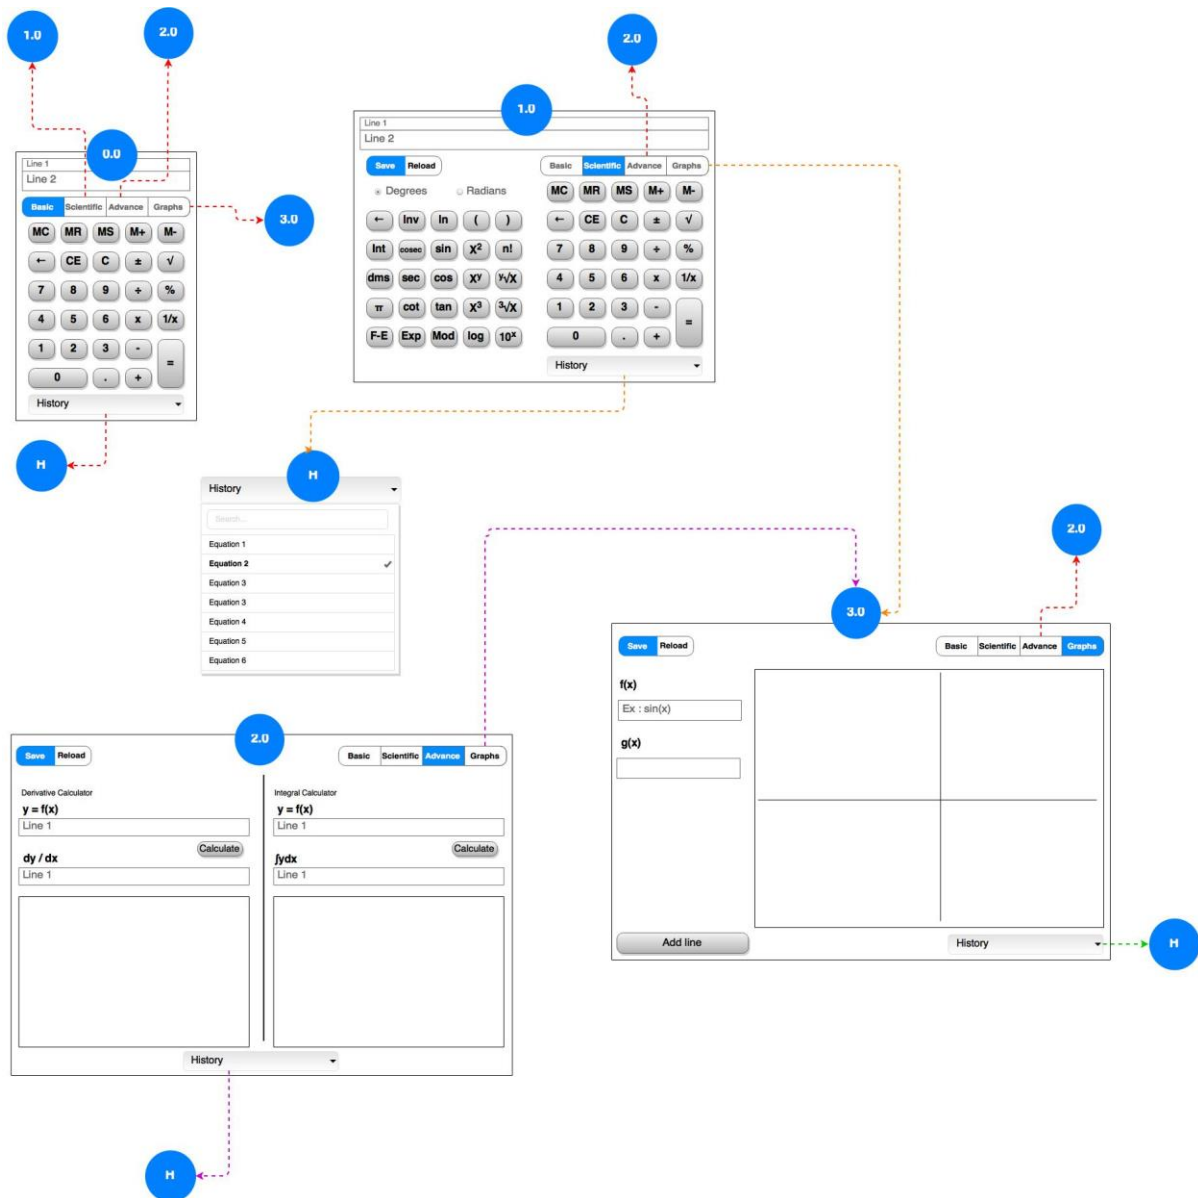 1.0
2.0
0.0
Line 1
Line 2
Basic Scientific Advance Graphs
3.0
MC MR MS M+ M-
← CE C ± √
7 8 9 ÷ %
4 5 6 x 1/x
1 2 3 - =
0 . +
History
H
2.0
1.0
Line 1
Line 2
Save Reload
Basic Scientific Advance Graphs
Degrees Radians
MC MR MS M+ M-
← Inv In ( ) ← CE C ± √
Int cosec sin X² n! 7 8 9 ÷ %
dms sec cos Xʸ ʸ√X 4 5 6 x 1/x
π cot tan X³ ³√X 1 2 3 - =
F-E Exp Mod log 10ˣ 0 . +
History
H
History
Search...
Equation 1
Equation 2
Equation 3
Equation 3
Equation 4
Equation 5
Equation 6
2.0
3.0
Save Reload
Basic Scientific Advance Graphs
f(x)
Ex : sin(x)
g(x)
Add line
History
H
2.0
Save Reload
Basic Scientific Advance Graphs
Derivative Calculator
y = f(x)
Line 1
Calculate
dy / dx
Line 1
Integral Calculator
y = f(x)
Line 1
Calculate
∫ydx
Line 1
History
H